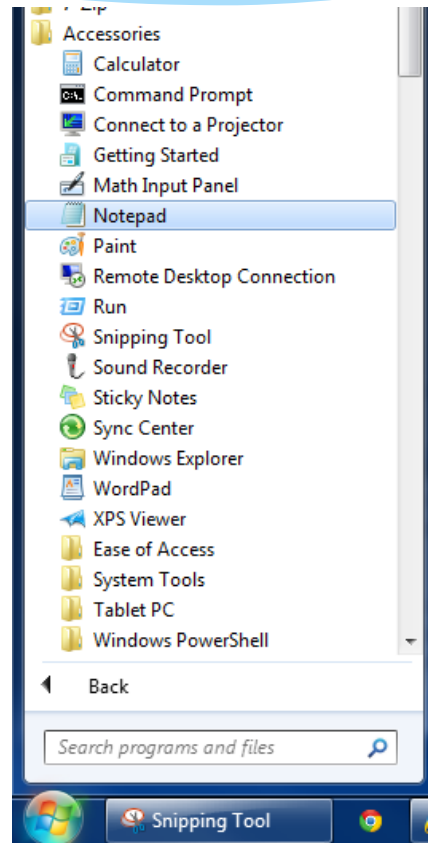 Accessories
Calculator
Command Prompt
Connect to a Projector
Getting Started
Math Input Panel
Notepad
Paint
Remote Desktop Connection
Run
Snipping Tool
Sound Recorder
Sticky Notes
Sync Center
Windows Explorer
WordPad
XPS Viewer
Ease of Access
System Tools
Tablet PC
Windows PowerShell
Back
Search programs and files
Snipping Tool